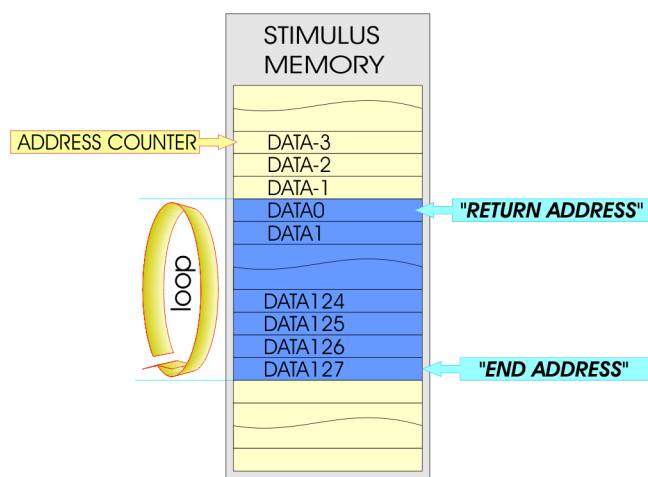 STIMULUS
MEMORY
ADDRESS COUNTER
DATA-3
DATA-2
DATA-1
DATA0
"RETURN ADDRESS"
DATA1
loop
DATA124
DATA125
DATA126
DATA127
"END ADDRESS"